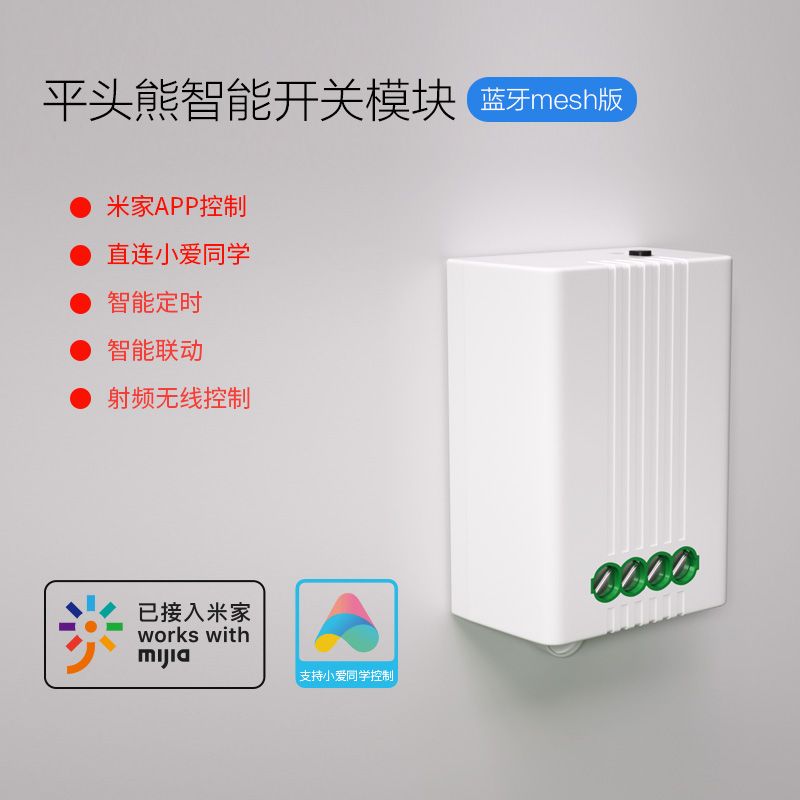 平头熊智能开关模块 蓝牙mesh版
米家APP控制
直连小爱同学
智能定时
智能联动
射频无线控制
已接入米家
works with
mijia
支持小爱同学控制